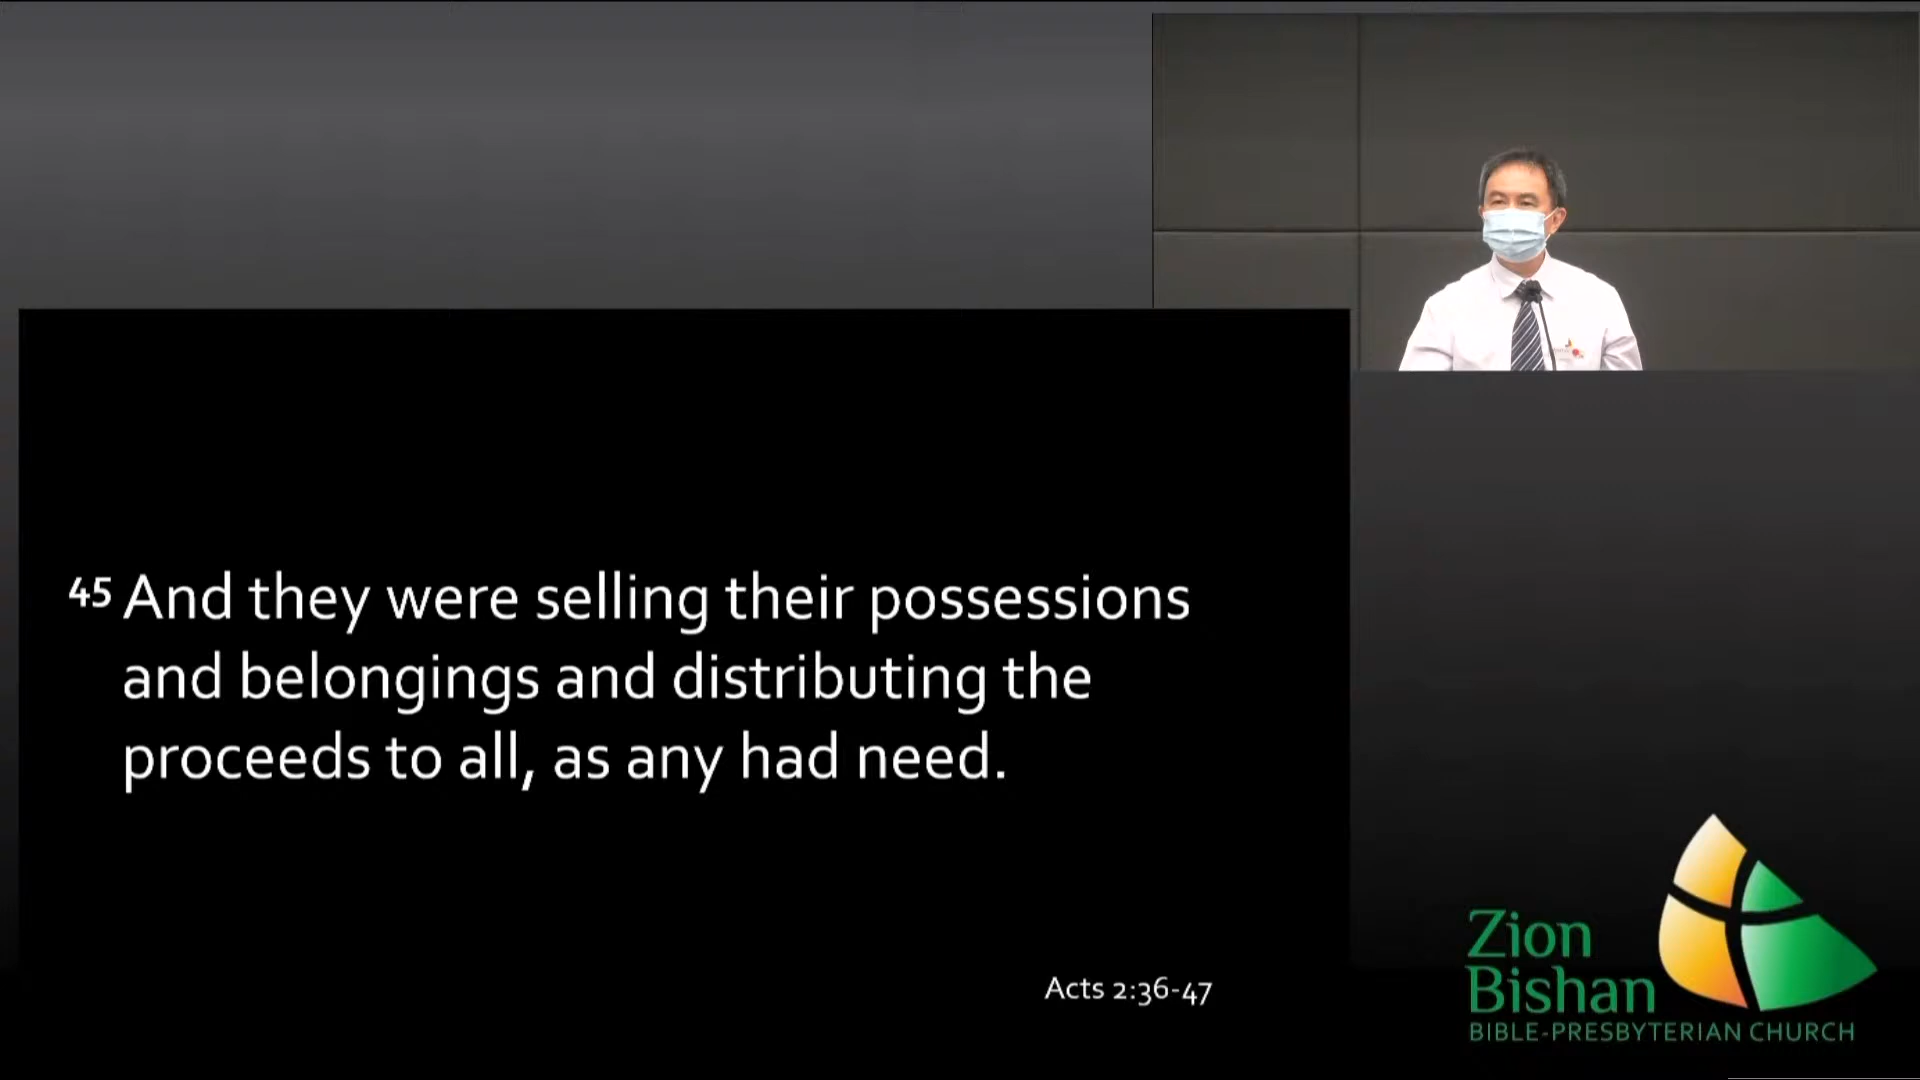 45 And they were selling their possessions
and belongings and distributing the
proceeds to all, as any had need.
Acts 2:36-47
Zion
Bishan
BIBLE-PRESBYTERIAN CHURCH